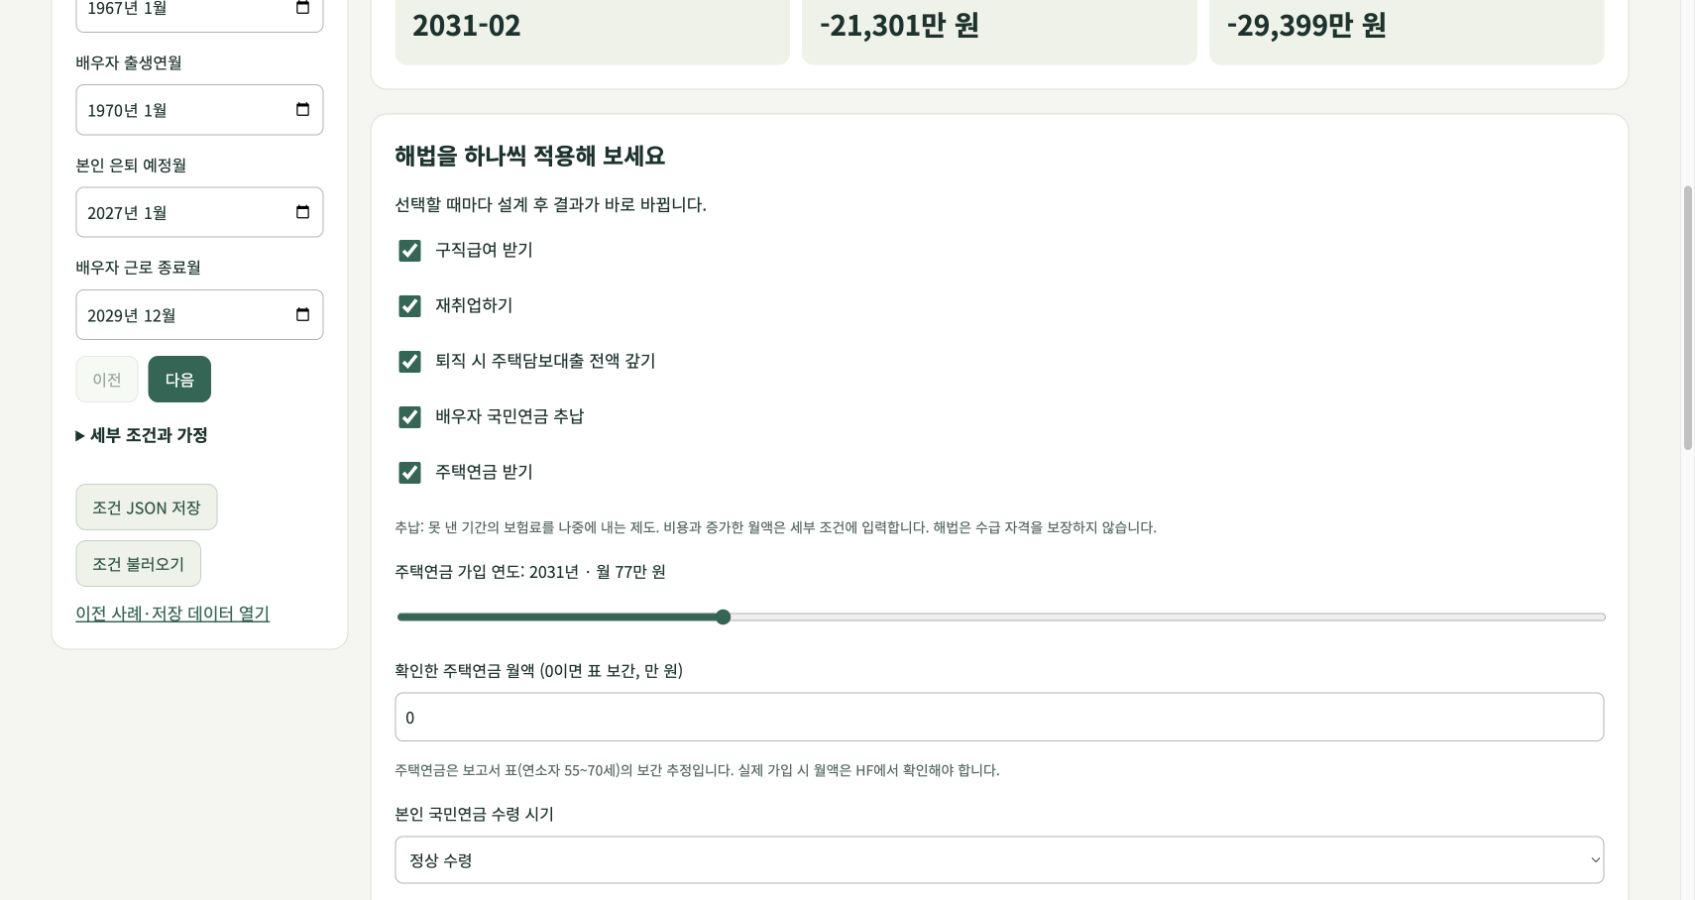 1967년 1월
배우자 출생연월
1970년 1월
본인 은퇴 예정월
2027년 1월
배우자 근로 종료월
2029년 12월
이전
다음
세부 조건과 가정
조건 JSON 저장
조건 불러오기
이전 사례·저장 데이터 열기
2031-02
-21,301만 원
-29,399만 원
해법을 하나씩 적용해 보세요
선택할 때마다 설계 후 결과가 바로 바뀝니다.
구직급여 받기
재취업하기
퇴직 시 주택담보대출 전액 갚기
배우자 국민연금 추납
주택연금 받기
추납: 못 낸 기간의 보험료를 나중에 내는 제도. 비용과 증가한 월액은 세부 조건에 입력합니다. 해법은 수급 자격을 보장하지 않습니다.
주택연금 가입 연도: 2031년 · 월 77만 원
확인한 주택연금 월액 (0이면 표 보간, 만 원)
0
주택연금은 보고서 표(연소자 55~70세)의 보간 추정입니다. 실제 가입 시 월액은 HF에서 확인해야 합니다.
본인 국민연금 수령 시기
정상 수령